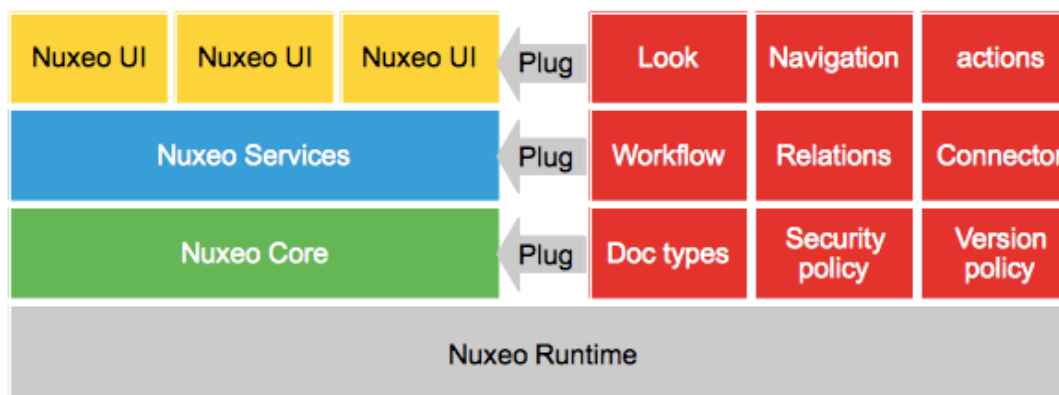 Nuxeo UI Nuxeo UI Nuxeo UI Plug Look Navigation actions
Nuxeo Services Plug Workflow Relations Connector
Nuxeo Core Plug Doc types Security policy Version policy
Nuxeo Runtime